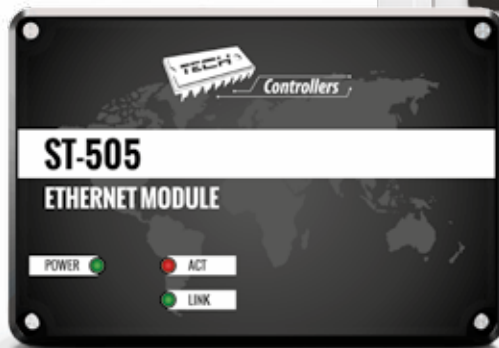 TECH
Controllers
ST-505
ETHERNET MODULE
POWER
ACT
LINK